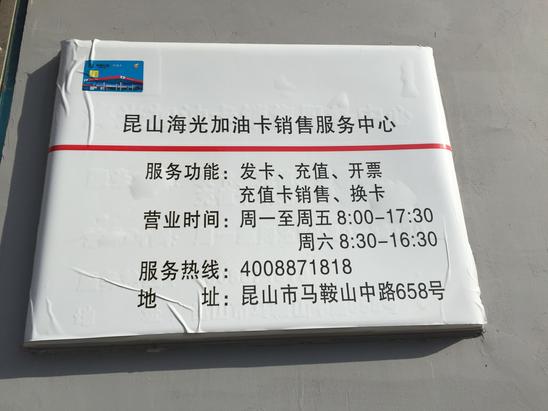 昆山海光加油卡销售服务中心
服务功能：发卡、充值、开票
充值卡销售、换卡
营业时间：周一至周五 8:00-17:30
周六 8:30-16:30
服务热线：4008871818
地 址：昆山市马鞍山中路658号